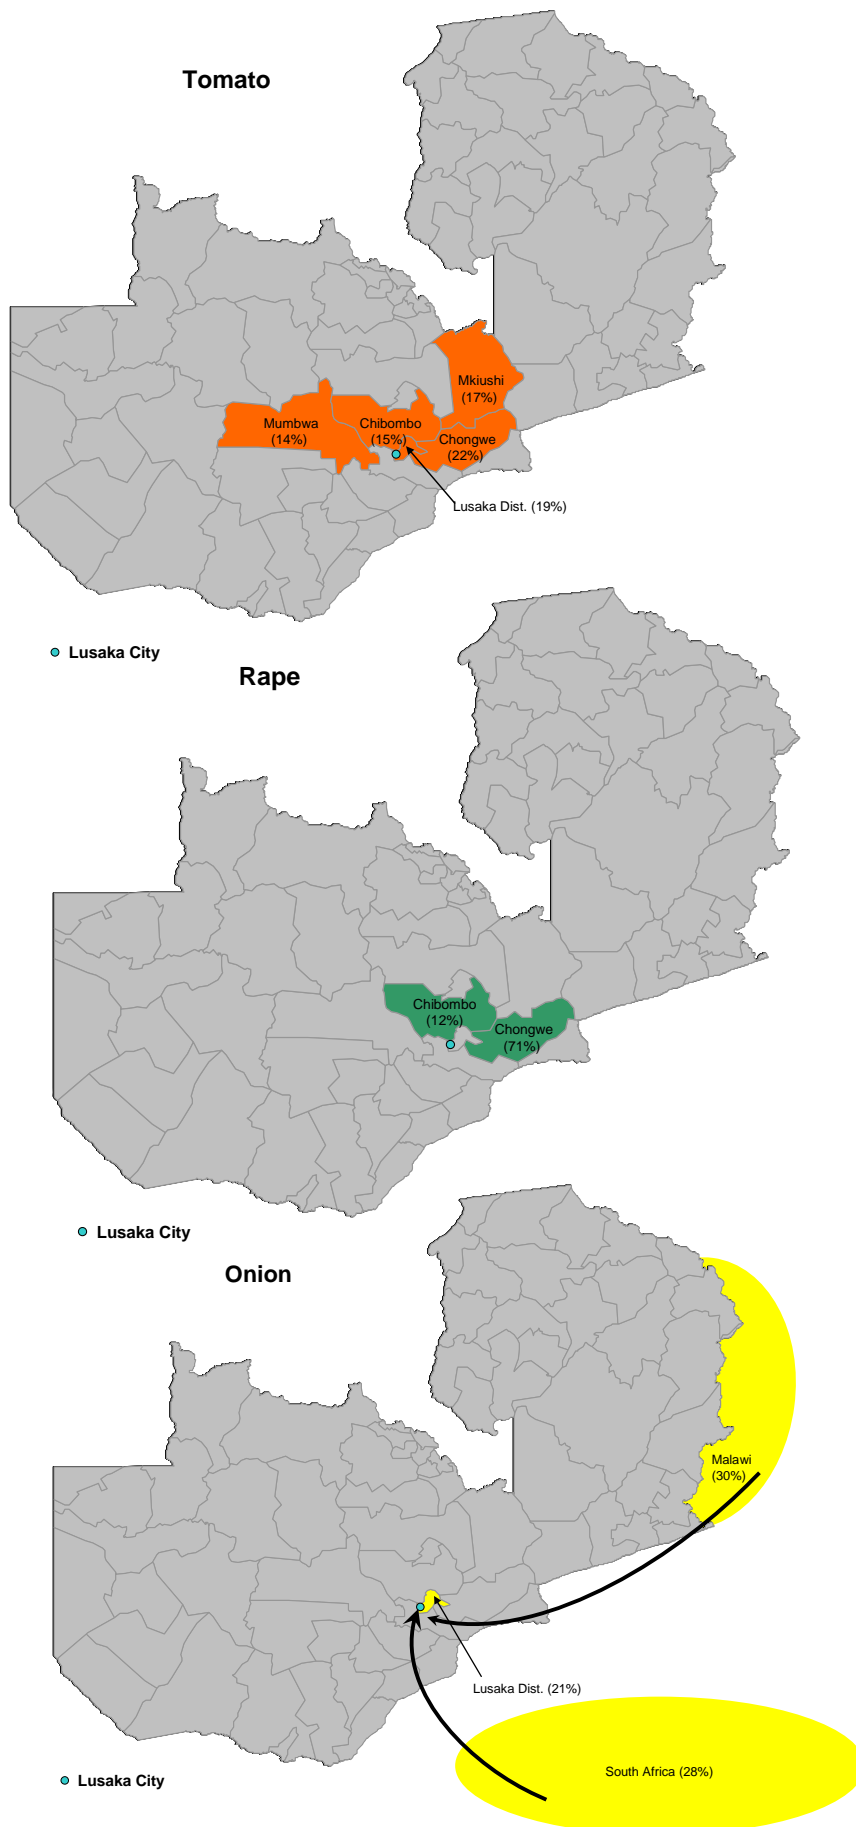 Tomato
Mkiushi
(17%)
Mumbwa
(14%)
Chibombo
(15%)
Chongwe
(22%)
Lusaka Dist. (19%)
Lusaka City
Rape
Chibombo
(12%)
Chongwe
(71%)
Lusaka City
Onion
Malawi
(30%)
Lusaka Dist. (21%)
South Africa (28%)
Lusaka City